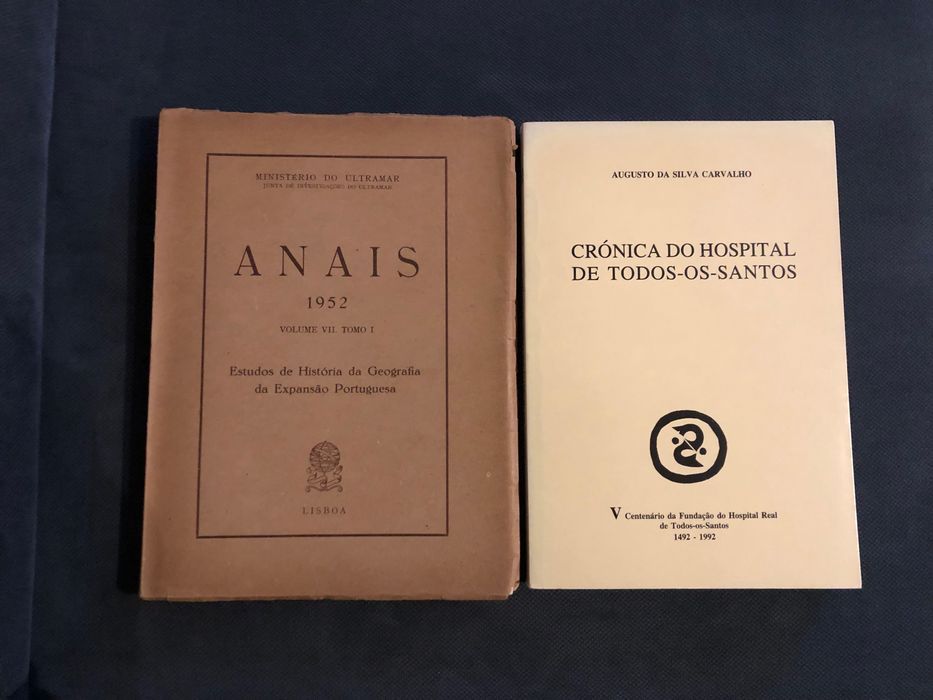 MINISTÉRIO DO ULTRAMAR
JUNTA DE INVESTIGAÇÕES DO ULTRAMAR
ANAIS
1952
VOLUME VII. TOMO I
Estudos de História da Geografia
da Expansão Portuguesa
LISBOA
AUGUSTO DA SILVA CARVALHO
CRÓNICA DO HOSPITAL
DE TODOS-OS-SANTOS
V Centenário da Fundação do Hospital Real
de Todos-os-Santos
1492 - 1992